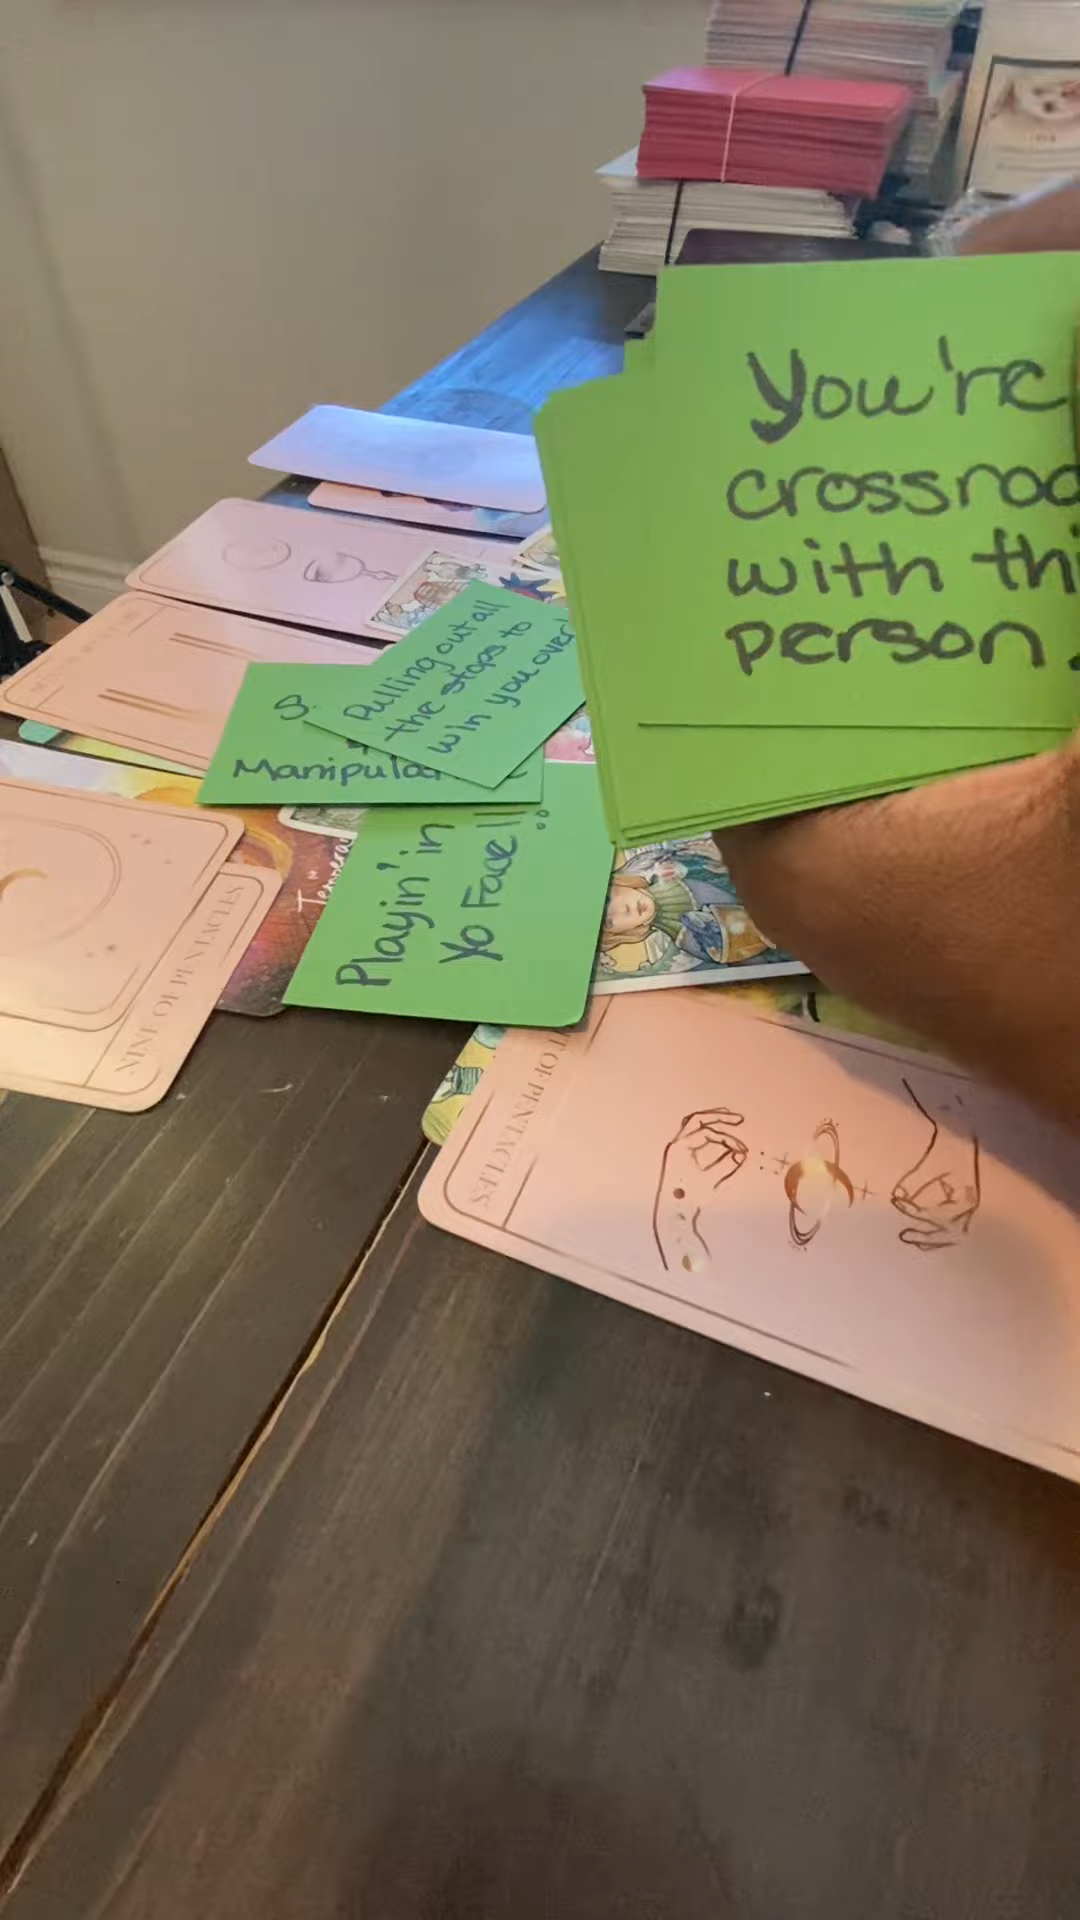 You're
crossroa
with thi
person.
Pulling out all
the stops to
win you over!
S.
Manipula
Playin' in
Yo Face!!
Tempera
NINE OF PENTACLES
T OF PENTACLES